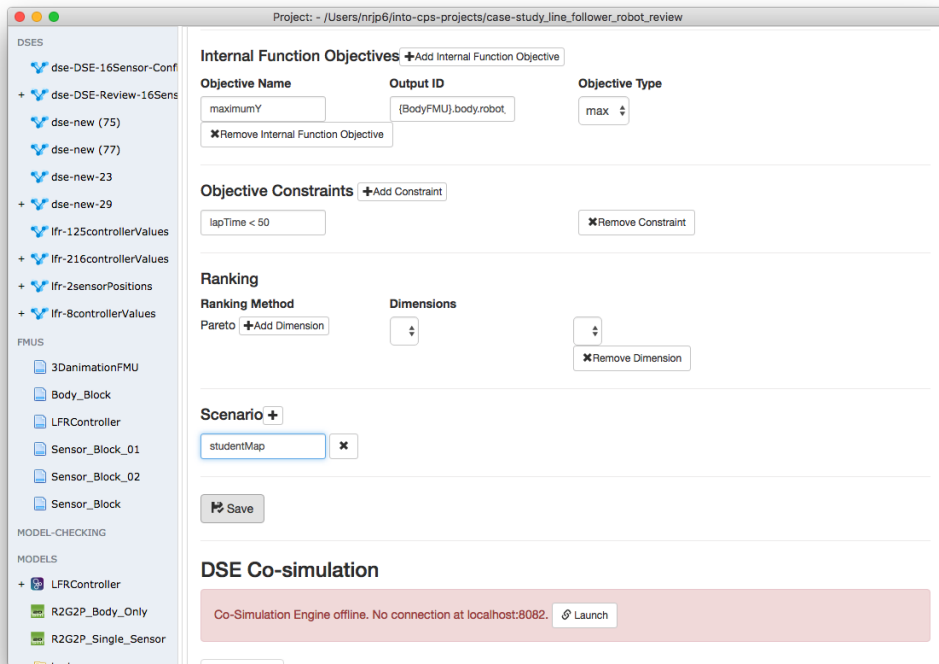 Project: - /Users/nrjp6/into-cps-projects/case-study_line_follower_robot_review
DSES
dse-DSE-16Sensor-Confi
+ dse-DSE-Review-16Sens
dse-new (75)
dse-new (77)
dse-new-23
+ dse-new-29
lfr-125controllerValues
+ lfr-216controllerValues
+ lfr-2sensorPositions
+ lfr-8controllerValues
FMUS
3DanimationFMU
Body_Block
LFRController
Sensor_Block_01
Sensor_Block_02
Sensor_Block
MODEL-CHECKING
MODELS
+ LFRController
R2G2P_Body_Only
R2G2P_Single_Sensor
Internal Function Objectives +Add Internal Function Objective
Objective Name Output ID Objective Type
maximumY {BodyFMU}.body.robot_ max
✖Remove Internal Function Objective
Objective Constraints +Add Constraint
lapTime < 50 ✖Remove Constraint
Ranking
Ranking Method Dimensions
Pareto +Add Dimension
✖Remove Dimension
Scenario +
studentMap ✖
Save
DSE Co-simulation
Co-Simulation Engine offline. No connection at localhost:8082. Launch